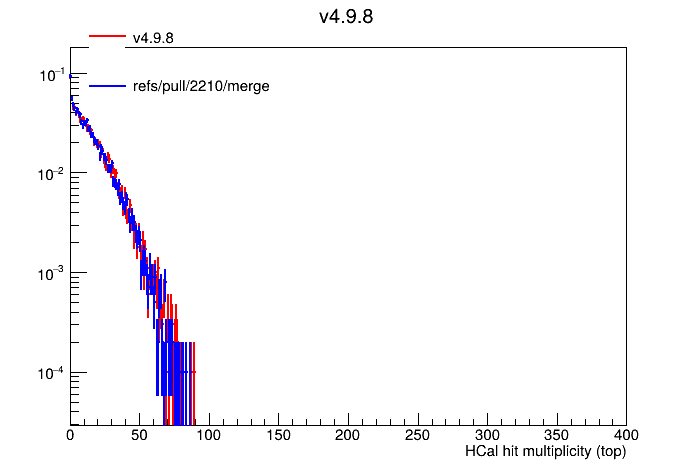 v4.9.8
v4.9.8
refs/pull/2210/merge
10⁻¹
10⁻²
10⁻³
10⁻⁴
0 50 100 150 200 250 300 350 400
HCal hit multiplicity (top)